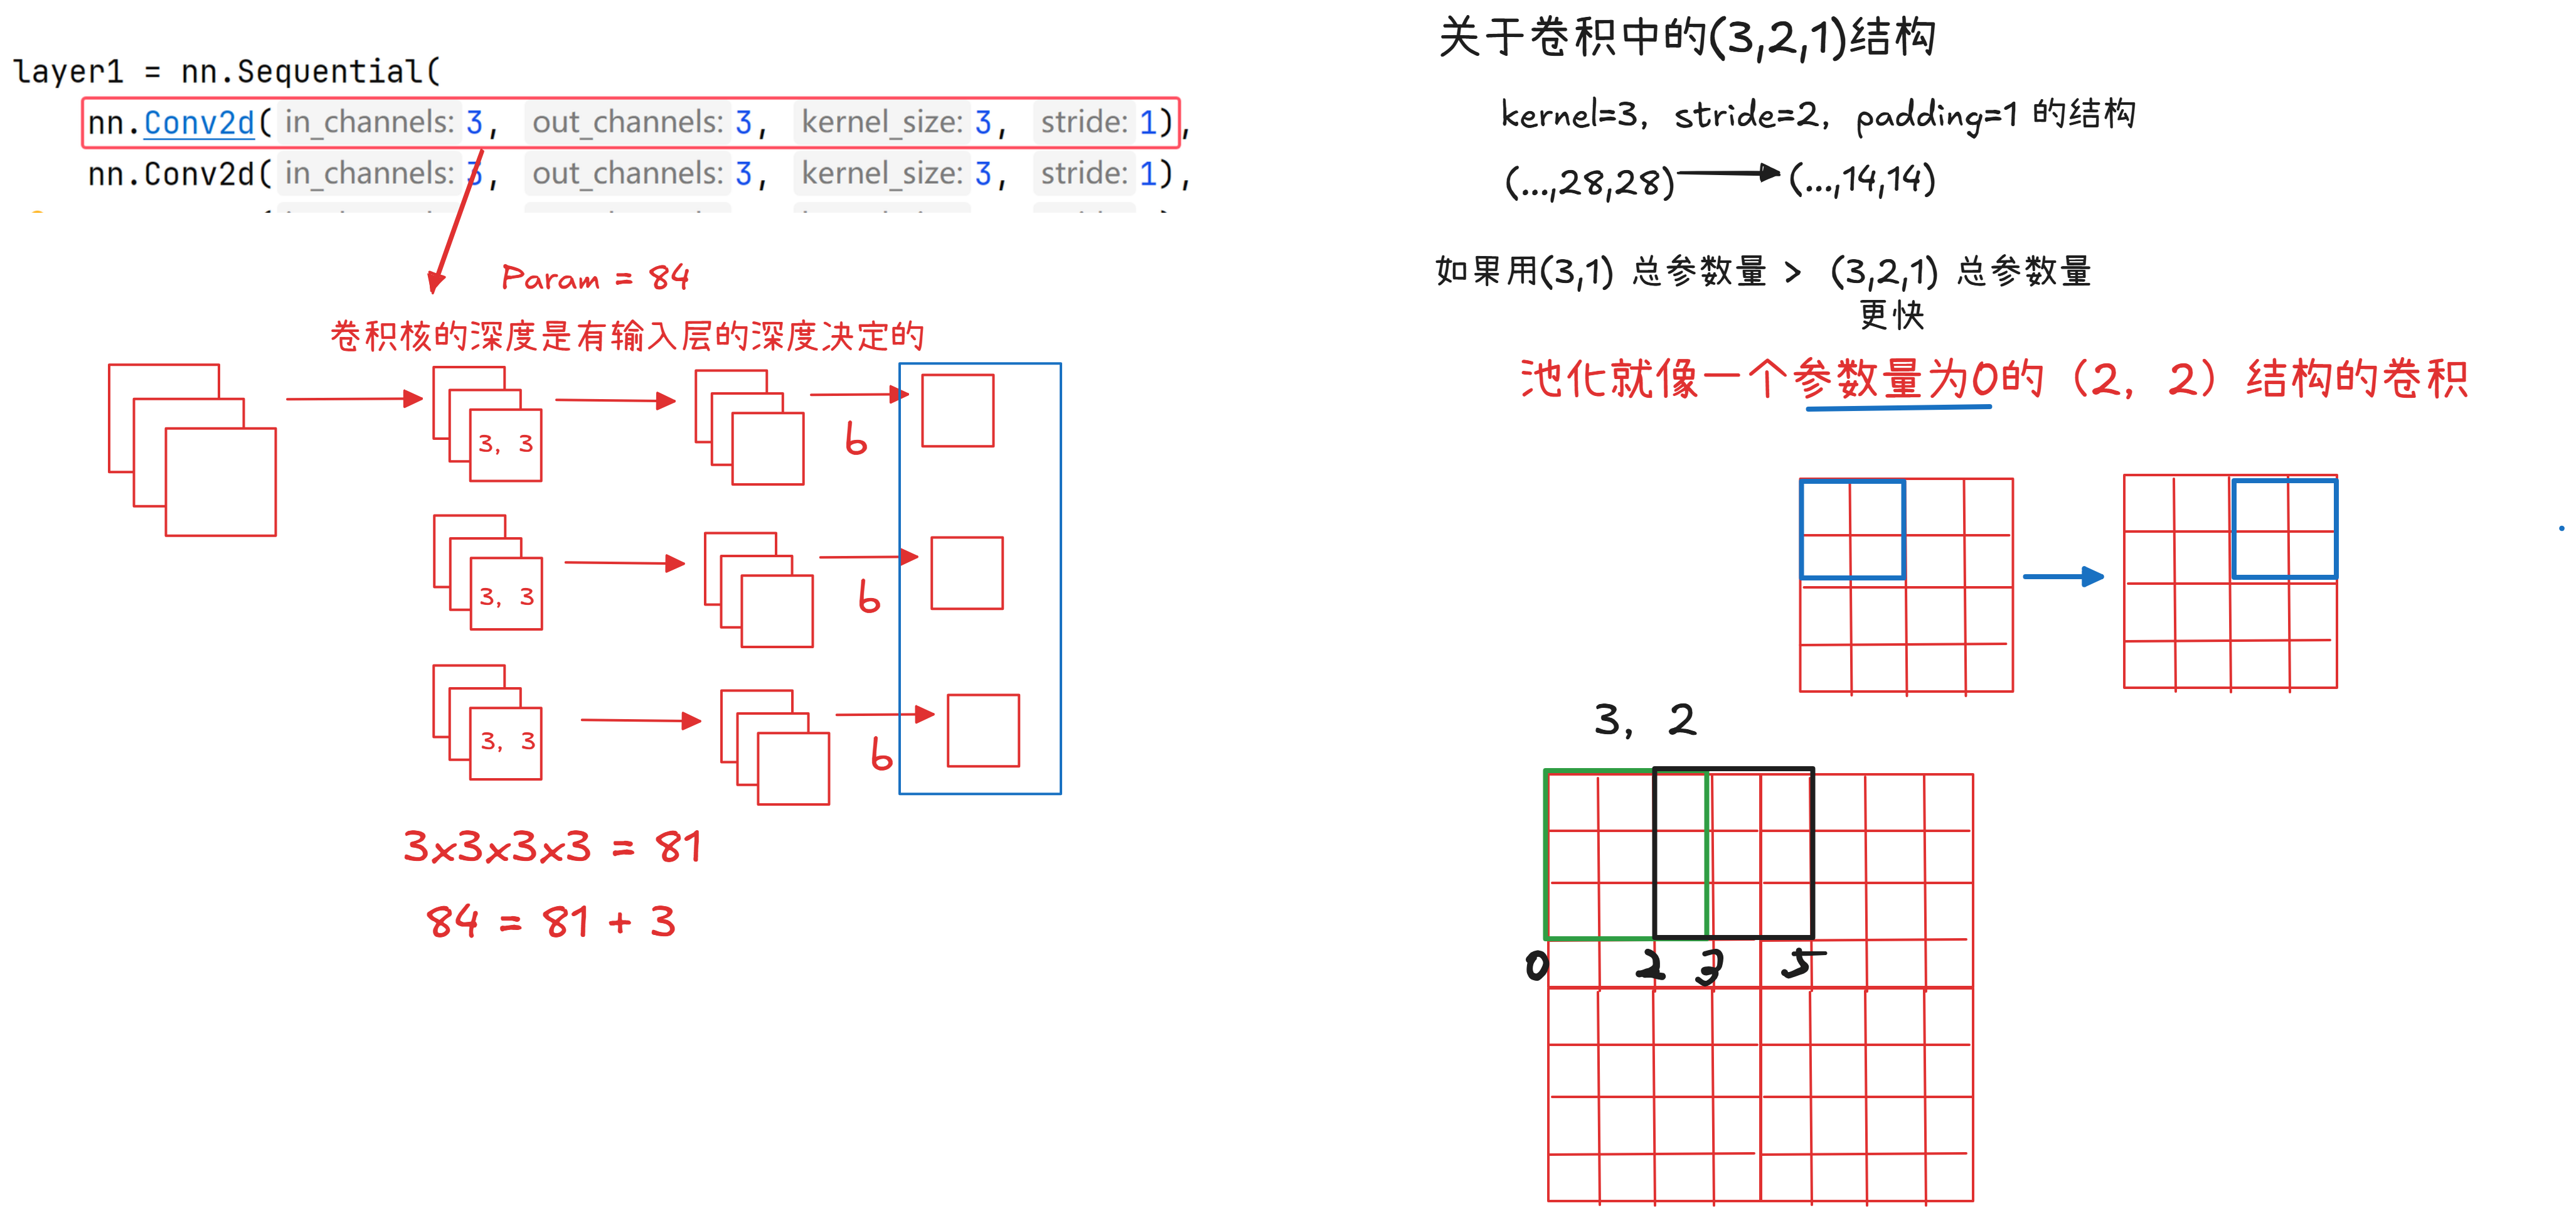 layer1 = nn.Sequential(
nn.Conv2d( in_channels: 3, out_channels: 3, kernel_size: 3, stride: 1),
nn.Conv2d( in_channels: 3, out_channels: 3, kernel_size: 3, stride: 1),
Param = 84
卷积核的深度是有输入层的深度决定的
3, 3
b
3, 3
b
3, 3
b
3x3x3x3 = 81
84 = 81 + 3
关于卷积中的(3,2,1)结构
kernel=3, stride=2, padding=1 的结构
(...,28,28) (...,14,14)
如果用(3,1) 总参数量 > (3,2,1) 总参数量
更快
池化就像一个参数量为0的（2, 2）结构的卷积
3, 2
0 2 3 5